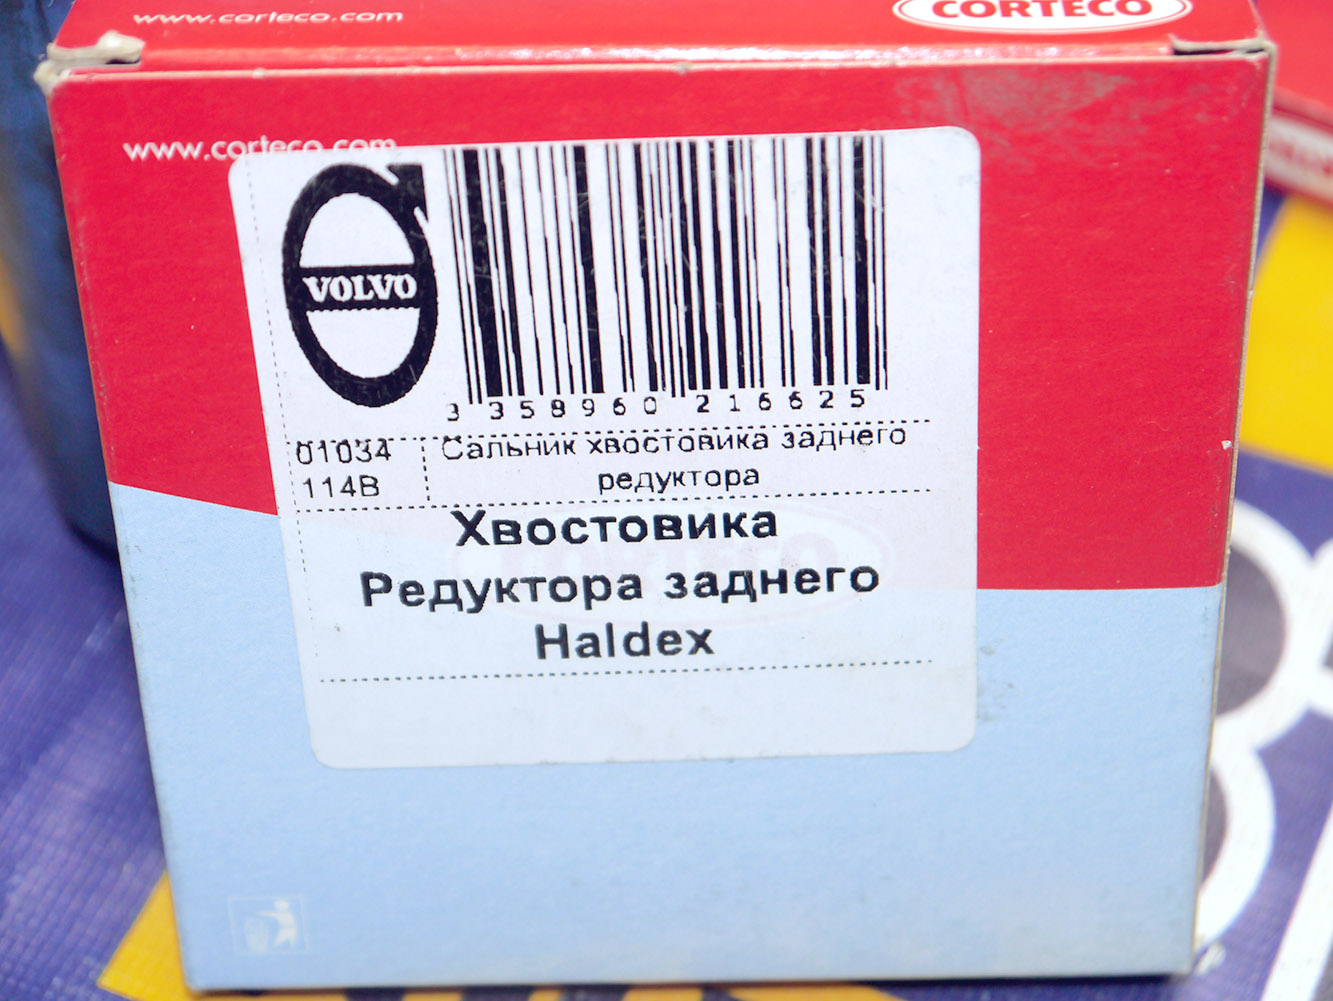 www.corteco.com
CORTECO
www.corteco.com
VOLVO
3 358960 216625
01034
114B
Сальник хвостовика заднего
редуктора
Хвостовика
Редуктора заднего
Haldex